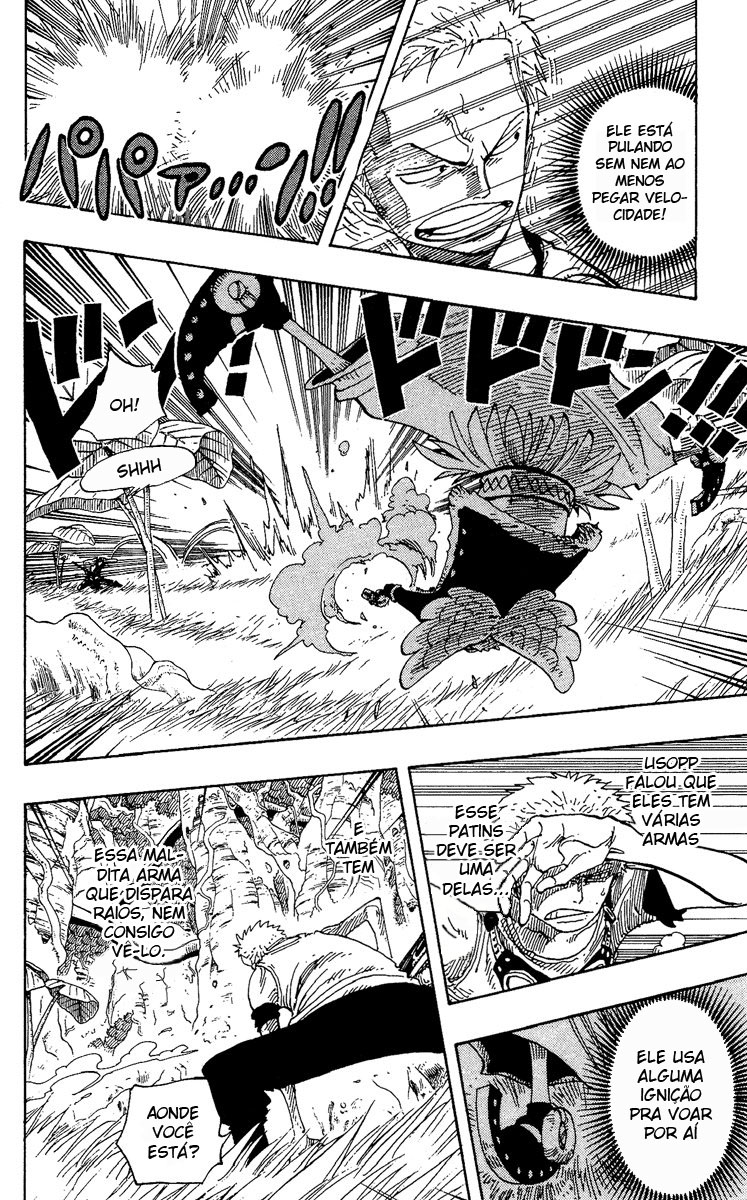 ELE ESTÁ
PULANDO
SEM NEM AO
MENOS
PEGAR VELO-
CIDADE!
パパァ…ン!!
ドドドドン!!!
OH!
SHHH
USOPP
FALOU QUE
ELES TEM
VÁRIAS
ARMAS
ESSE
PATINS
DEVE SER
UMA
DELAS...
ELE USA
ALGUMA
IGNIÇÃO
PRA VOAR
POR AÍ
E
TAMBÉM
TEM
ESSA MAL-
DITA ARMA
QUE DISPARA
RAIOS, NEM
CONSIGO
VÊ-LO.
AONDE
VOCÊ
ESTÁ?